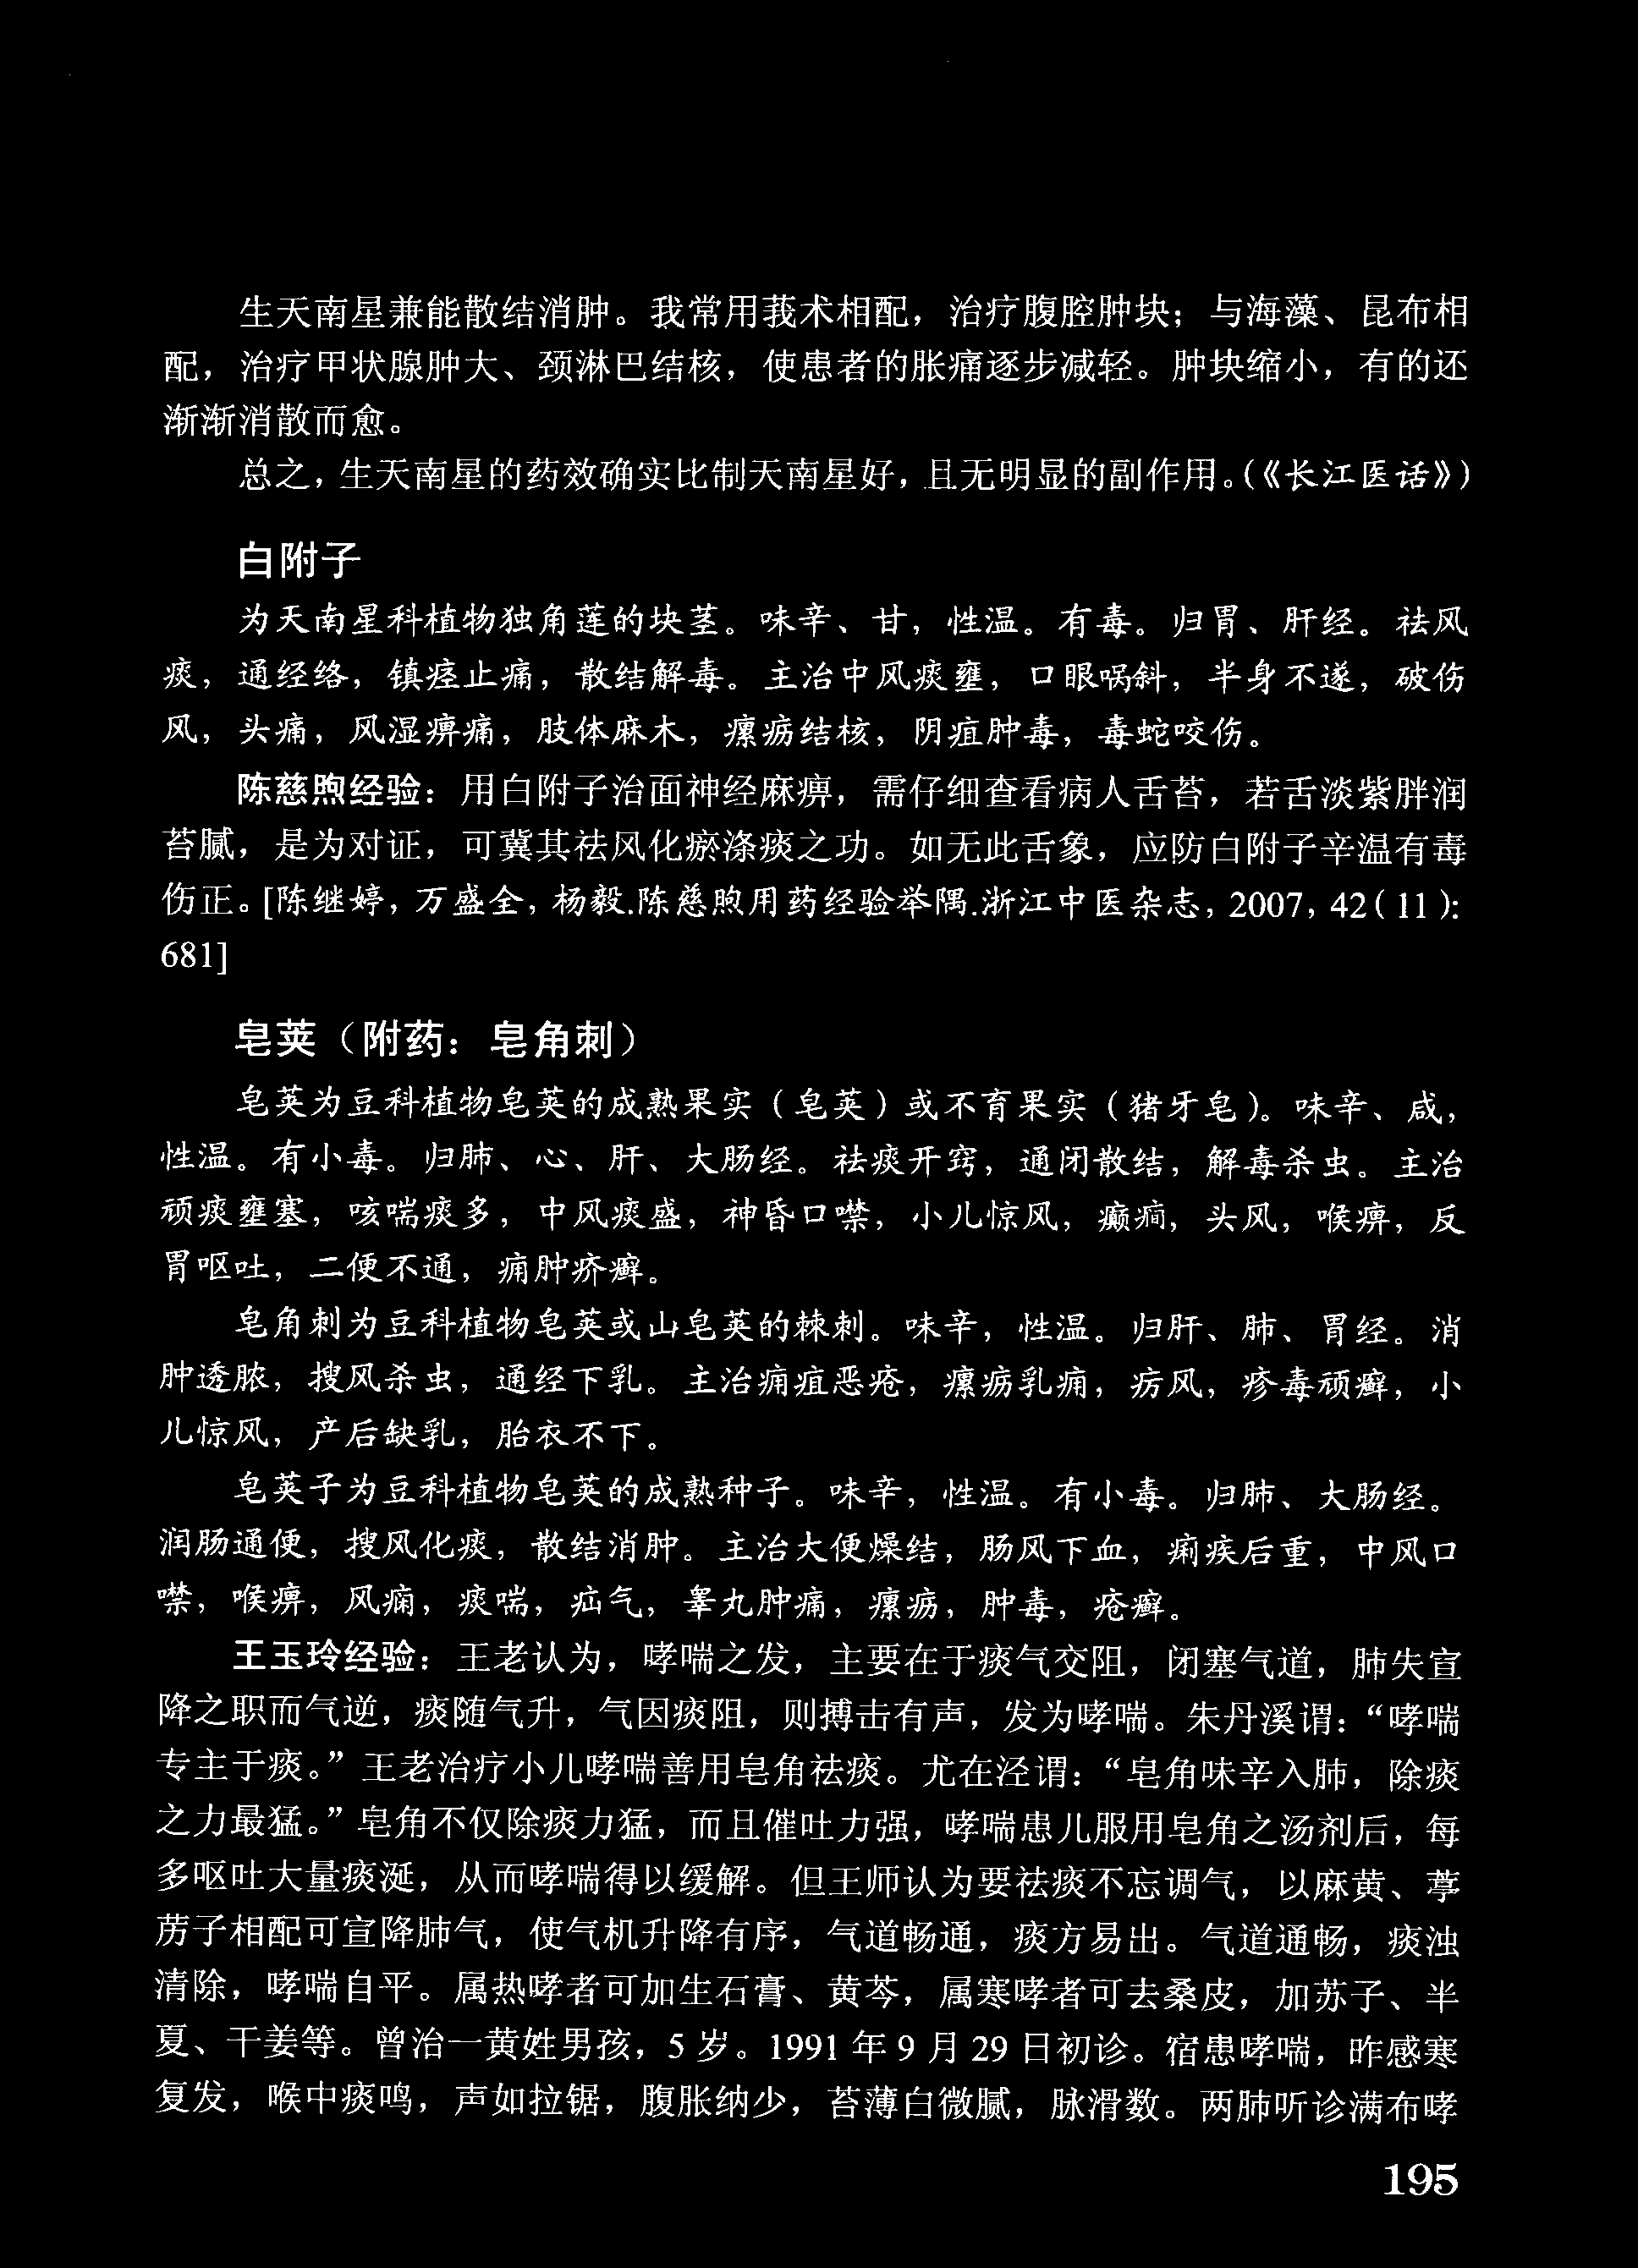 生天南星兼能散结消肿。我常用莪术相配，治疗腹腔肿块；与海藻、昆布相
配，治疗甲状腺肿大、颈淋巴结核，使患者的胀痛逐步减轻。肿块缩小，有的还
渐渐消散而愈。
总之，生天南星的药效确实比制天南星好，且无明显的副作用。（《长江医话》）
白附子
为天南星科植物独角莲的块茎。味辛、甘，性温。有毒。归胃、肝经。祛风
痰，通经络，镇痉止痛，散结解毒。主治中风痰壅，口眼㖞斜，半身不遂，破伤
风，头痛，风湿痹痛，肢体麻木，瘰疬结核，阴疽肿毒，毒蛇咬伤。
陈慈煦经验：用白附子治面神经麻痹，需仔细查看病人舌苔，若舌淡紫胖润
苔腻，是为对证，可冀其祛风化瘀涤痰之功。如无此舌象，应防白附子辛温有毒
伤正。[陈继婷，万盛全，杨毅.陈慈煦用药经验举隅.浙江中医杂志，2007，42（11）：
681]
皂荚（附药：皂角刺）
皂荚为豆科植物皂荚的成熟果实（皂荚）或不育果实（猪牙皂）。味辛、咸，
性温。有小毒。归肺、心、肝、大肠经。祛痰开窍，通闭散结，解毒杀虫。主治
顽痰壅塞，咳喘痰多，中风痰盛，神昏口噤，小儿惊风，癫痫，头风，喉痹，反
胃呕吐，二便不通，痈肿疥癣。
皂角刺为豆科植物皂荚或山皂荚的棘刺。味辛，性温。归肝、肺、胃经。消
肿透脓，搜风杀虫，通经下乳。主治痈疽恶疮，瘰疬乳痈，疠风，疹毒顽癣，小
儿惊风，产后缺乳，胎衣不下。
皂荚子为豆科植物皂荚的成熟种子。味辛，性温。有小毒。归肺、大肠经。
润肠通便，搜风化痰，散结消肿。主治大便燥结，肠风下血，痢疾后重，中风口
噤，喉痹，风痫，痰喘，疝气，睾丸肿痛，瘰疬，肿毒，疮癣。
王玉玲经验：王老认为，哮喘之发，主要在于痰气交阻，闭塞气道，肺失宣
降之职而气逆，痰随气升，气因痰阻，则搏击有声，发为哮喘。朱丹溪谓：“哮喘
专主于痰。”王老治疗小儿哮喘善用皂角祛痰。尤在泾谓：“皂角味辛入肺，除痰
之力最猛。”皂角不仅除痰力猛，而且催吐力强，哮喘患儿服用皂角之汤剂后，每
多呕吐大量痰涎，从而哮喘得以缓解。但王师认为要祛痰不忘调气，以麻黄、葶
苈子相配可宣降肺气，使气机升降有序，气道畅通，痰方易出。气道通畅，痰浊
清除，哮喘自平。属热哮者可加生石膏、黄芩，属寒哮者可去桑皮，加苏子、半
夏、干姜等。曾治一黄姓男孩，5 岁。1991 年 9 月 29 日初诊。宿患哮喘，昨感寒
复发，喉中痰鸣，声如拉锯，腹胀纳少，苔薄白微腻，脉滑数。两肺听诊满布哮
195